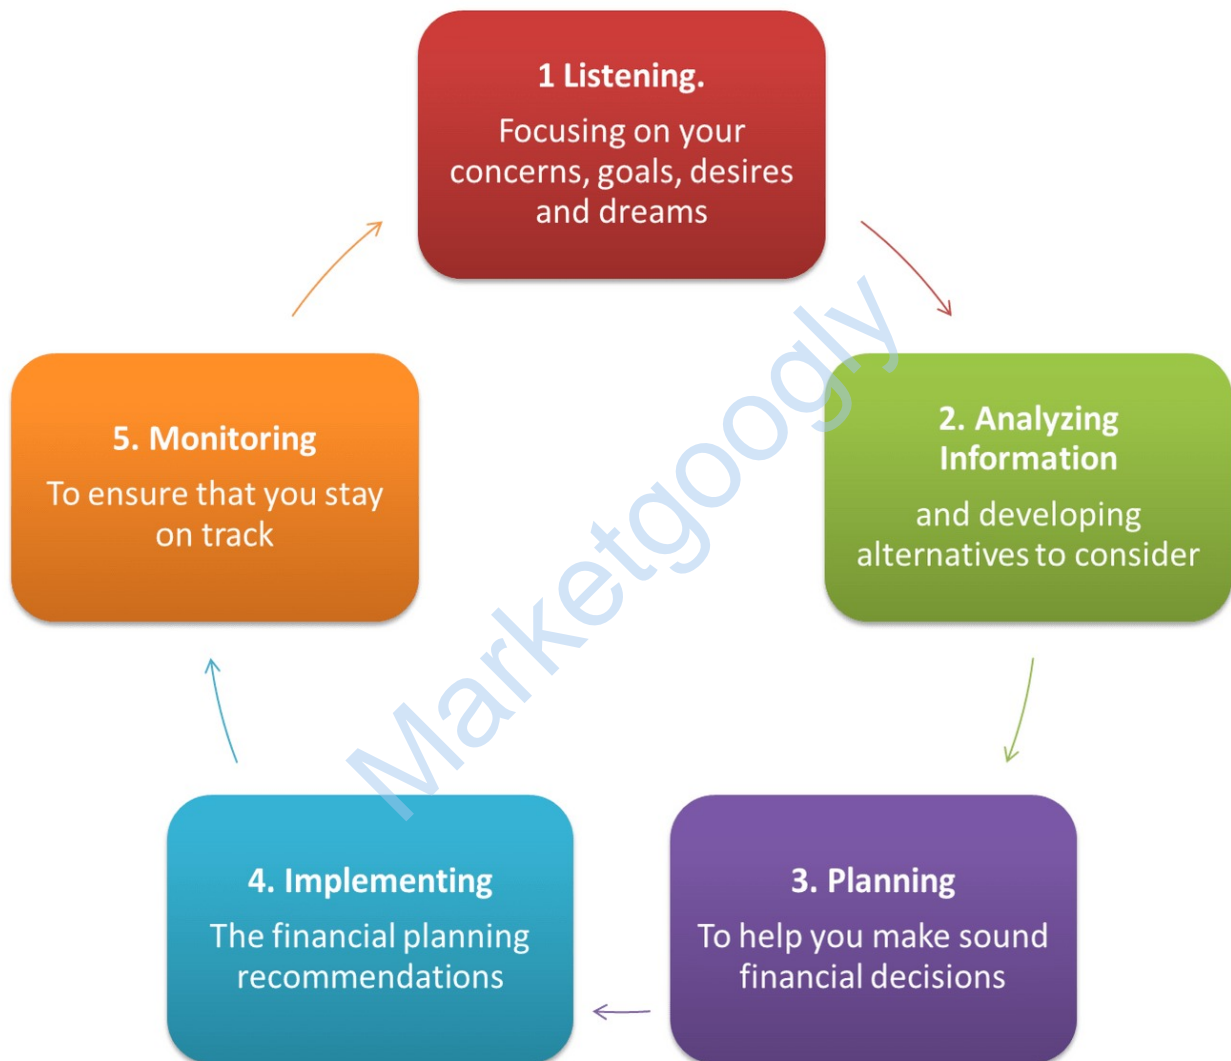 1 Listening.
Focusing on your
concerns, goals, desires
and dreams
2. Analyzing
Information
and developing
alternatives to consider
3. Planning
To help you make sound
financial decisions
4. Implementing
The financial planning
recommendations
5. Monitoring
To ensure that you stay
on track
Marketgoogly